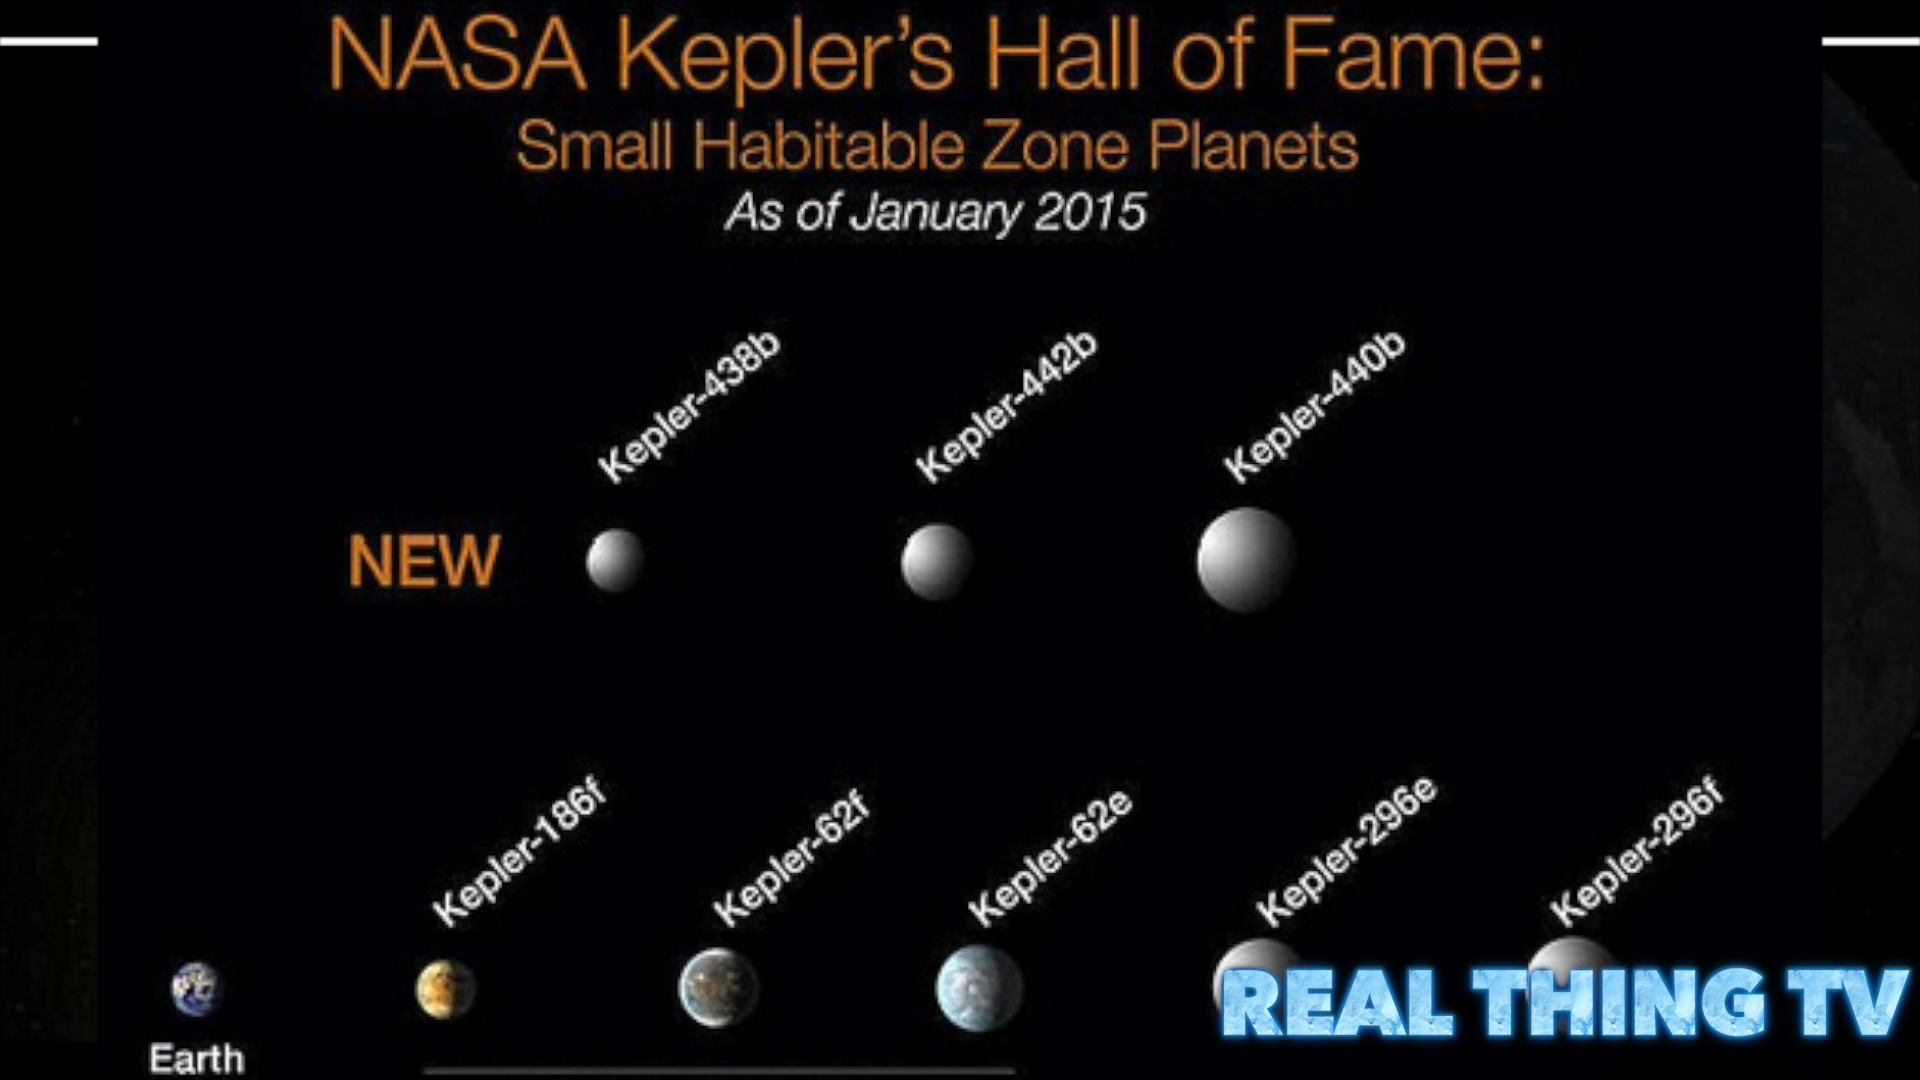 NASA Kepler's Hall of Fame:
Small Habitable Zone Planets
As of January 2015
Kepler-438b
Kepler-442b
Kepler-440b
NEW
Kepler-186f
Kepler-62f
Kepler-62e
Kepler-296e
Kepler-296f
REAL THING TV
Earth